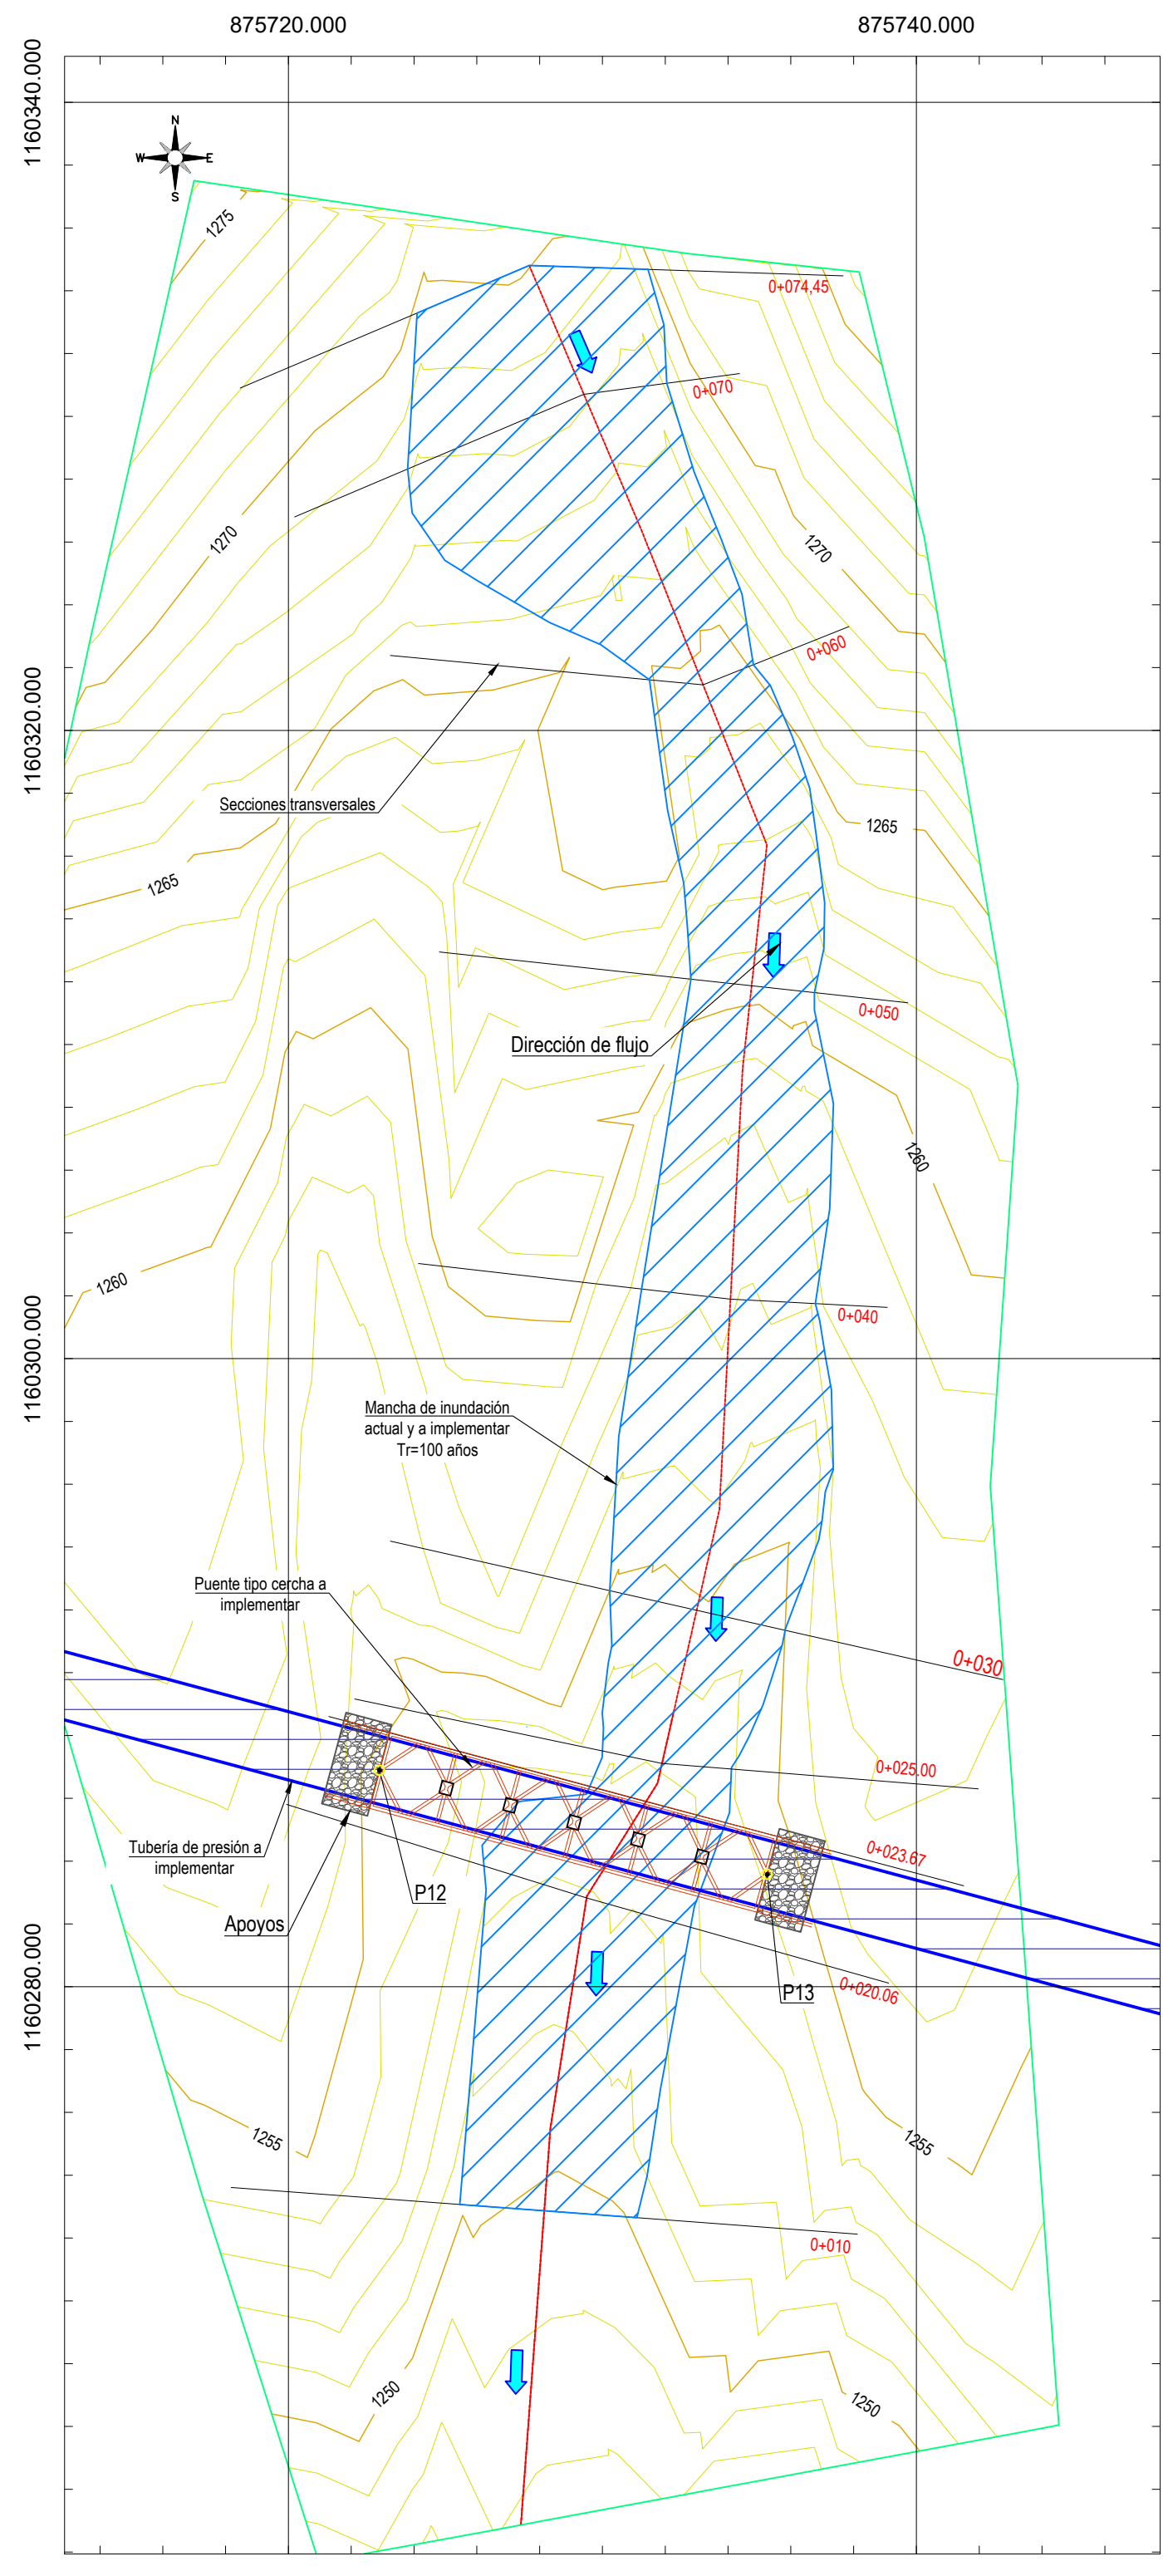 875720.000
875740.000
1160340.000
N
W
E
S
1275
0+074,45
0+070
1270
1270
0+060
1160320.000
Secciones transversales
1265
1265
0+050
Dirección de flujo
1260
1260
0+040
1160300.000
Mancha de inundación
actual y a implementar
Tr=100 años
Puente tipo cercha a
implementar
0+030
0+025.00
Tubería de presión a
implementar
0+023.67
P12
Apoyos
1160280.000
0+020.06
P13
1255
1255
0+010
1250
1250